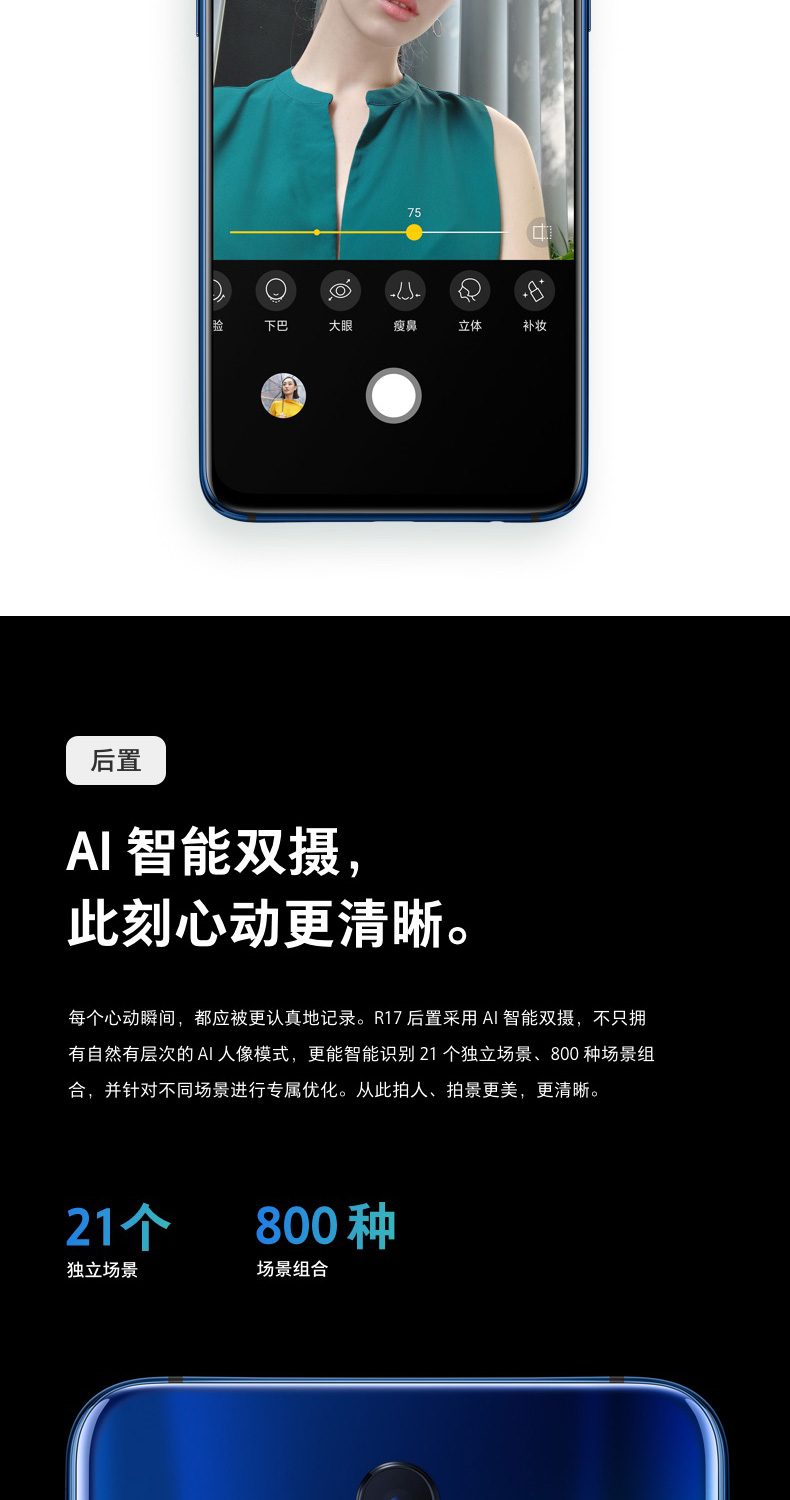 75
脸
下巴
大眼
瘦鼻
立体
补妆
后置
AI 智能双摄，
此刻心动更清晰。
每个心动瞬间，都应被更认真地记录。R17 后置采用 AI 智能双摄，不只拥
有自然有层次的 AI 人像模式，更能智能识别 21 个独立场景、800 种场景组
合，并针对不同场景进行专属优化。从此拍人、拍景更美，更清晰。
21个
独立场景
800 种
场景组合